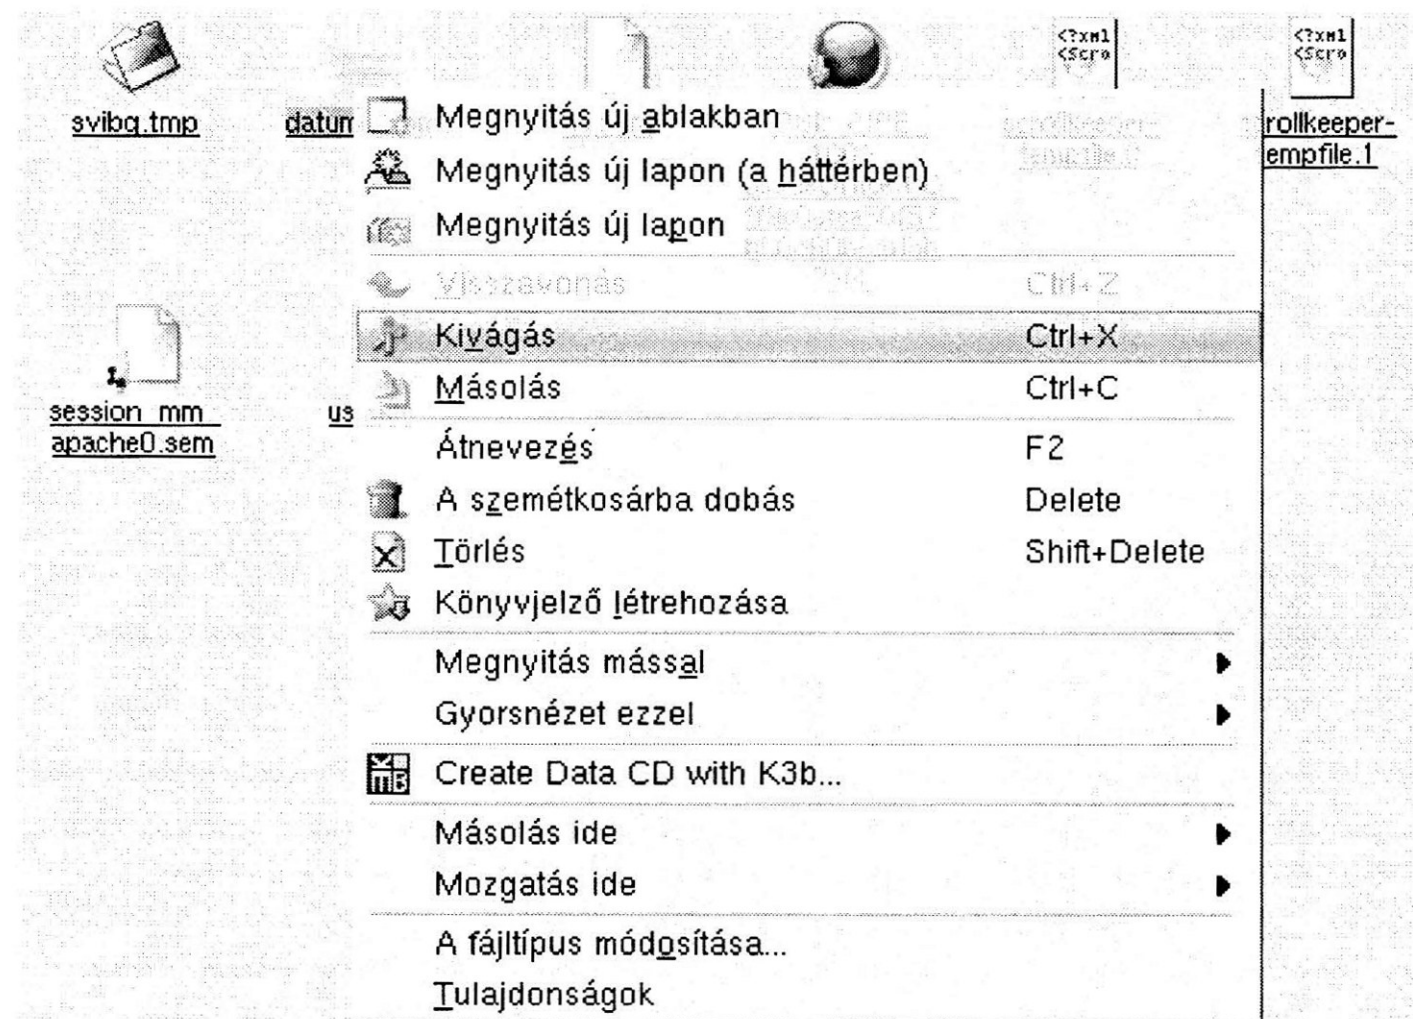 <?xml
<Scro
<?xml
<Scro
svibq.tmp
datum
rollkeeper-
empfile.1
Megnyitás új ablakban
Megnyitás új lapon (a háttérben)
Megnyitás új lapon
Visszavonás Ctrl+Z
Kivágás Ctrl+X
Másolás Ctrl+C
session_mm_
apache0.sem
us
Átnevezés F2
A szemétkosárba dobás Delete
Törlés Shift+Delete
Könyvjelző létrehozása
Megnyitás mással
Gyorsnézet ezzel
Create Data CD with K3b...
Másolás ide
Mozgatás ide
A fájltípus módosítása...
Tulajdonságok